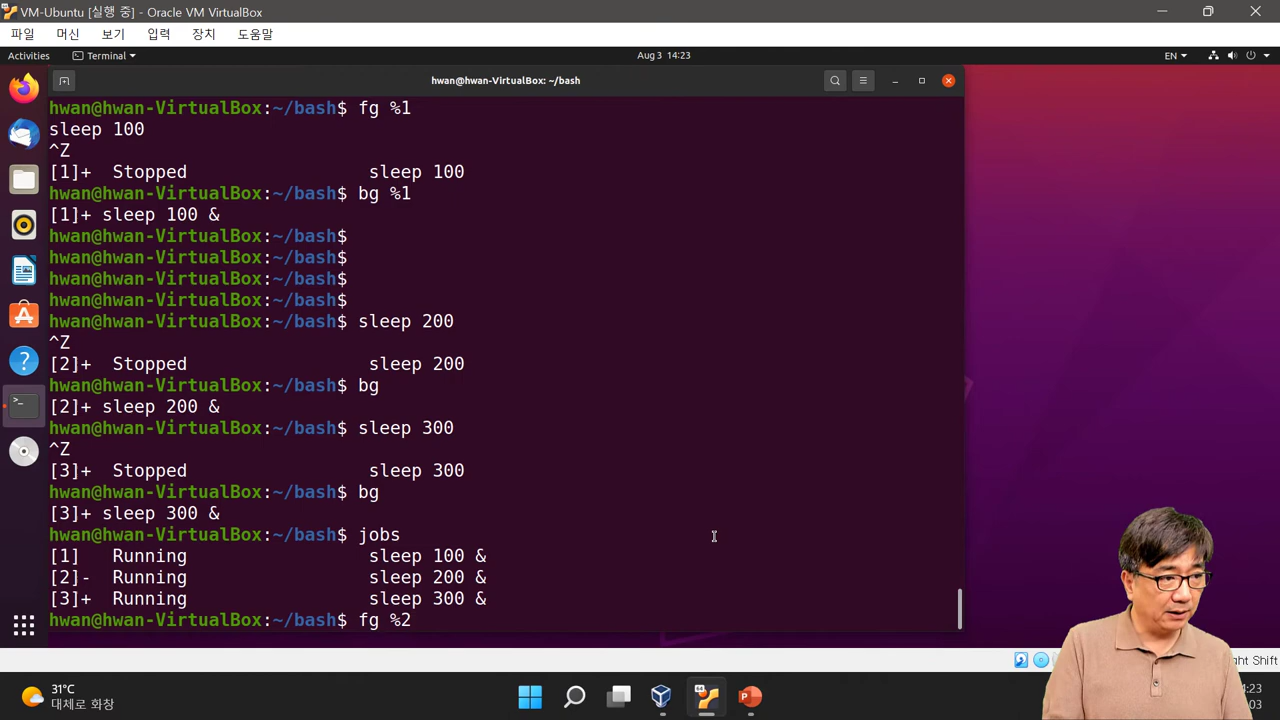 VM-Ubuntu [실행 중] - Oracle VM VirtualBox
파일 머신 보기 입력 장치 도움말
Activities Terminal Aug 3 14:23 EN
hwan@hwan-VirtualBox: ~/bash
hwan@hwan-VirtualBox:~/bash$ fg %1
sleep 100
^Z
[1]+ Stopped sleep 100
hwan@hwan-VirtualBox:~/bash$ bg %1
[1]+ sleep 100 &
hwan@hwan-VirtualBox:~/bash$
hwan@hwan-VirtualBox:~/bash$
hwan@hwan-VirtualBox:~/bash$
hwan@hwan-VirtualBox:~/bash$
hwan@hwan-VirtualBox:~/bash$ sleep 200
^Z
[2]+ Stopped sleep 200
hwan@hwan-VirtualBox:~/bash$ bg
[2]+ sleep 200 &
hwan@hwan-VirtualBox:~/bash$ sleep 300
^Z
[3]+ Stopped sleep 300
hwan@hwan-VirtualBox:~/bash$ bg
[3]+ sleep 300 &
hwan@hwan-VirtualBox:~/bash$ jobs
[1] Running sleep 100 &
[2]- Running sleep 200 &
[3]+ Running sleep 300 &
hwan@hwan-VirtualBox:~/bash$ fg %2
Shift
31°C
대체로 화창